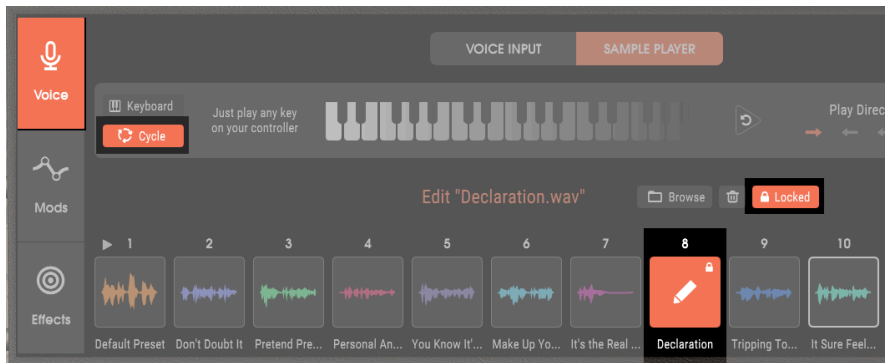 VOICE INPUT
SAMPLE PLAYER
Voice
Keyboard
Cycle
Just play any key
on your controller
Play Direc
Mods
Edit "Declaration.wav"
Browse
Locked
1 2 3 4 5 6 7 8 9 10
Effects
Default Preset Don't Doubt It Pretend Pre... Personal An... You Know It'... Make Up Yo... It's the Real ... Declaration Tripping To... It Sure Feel...